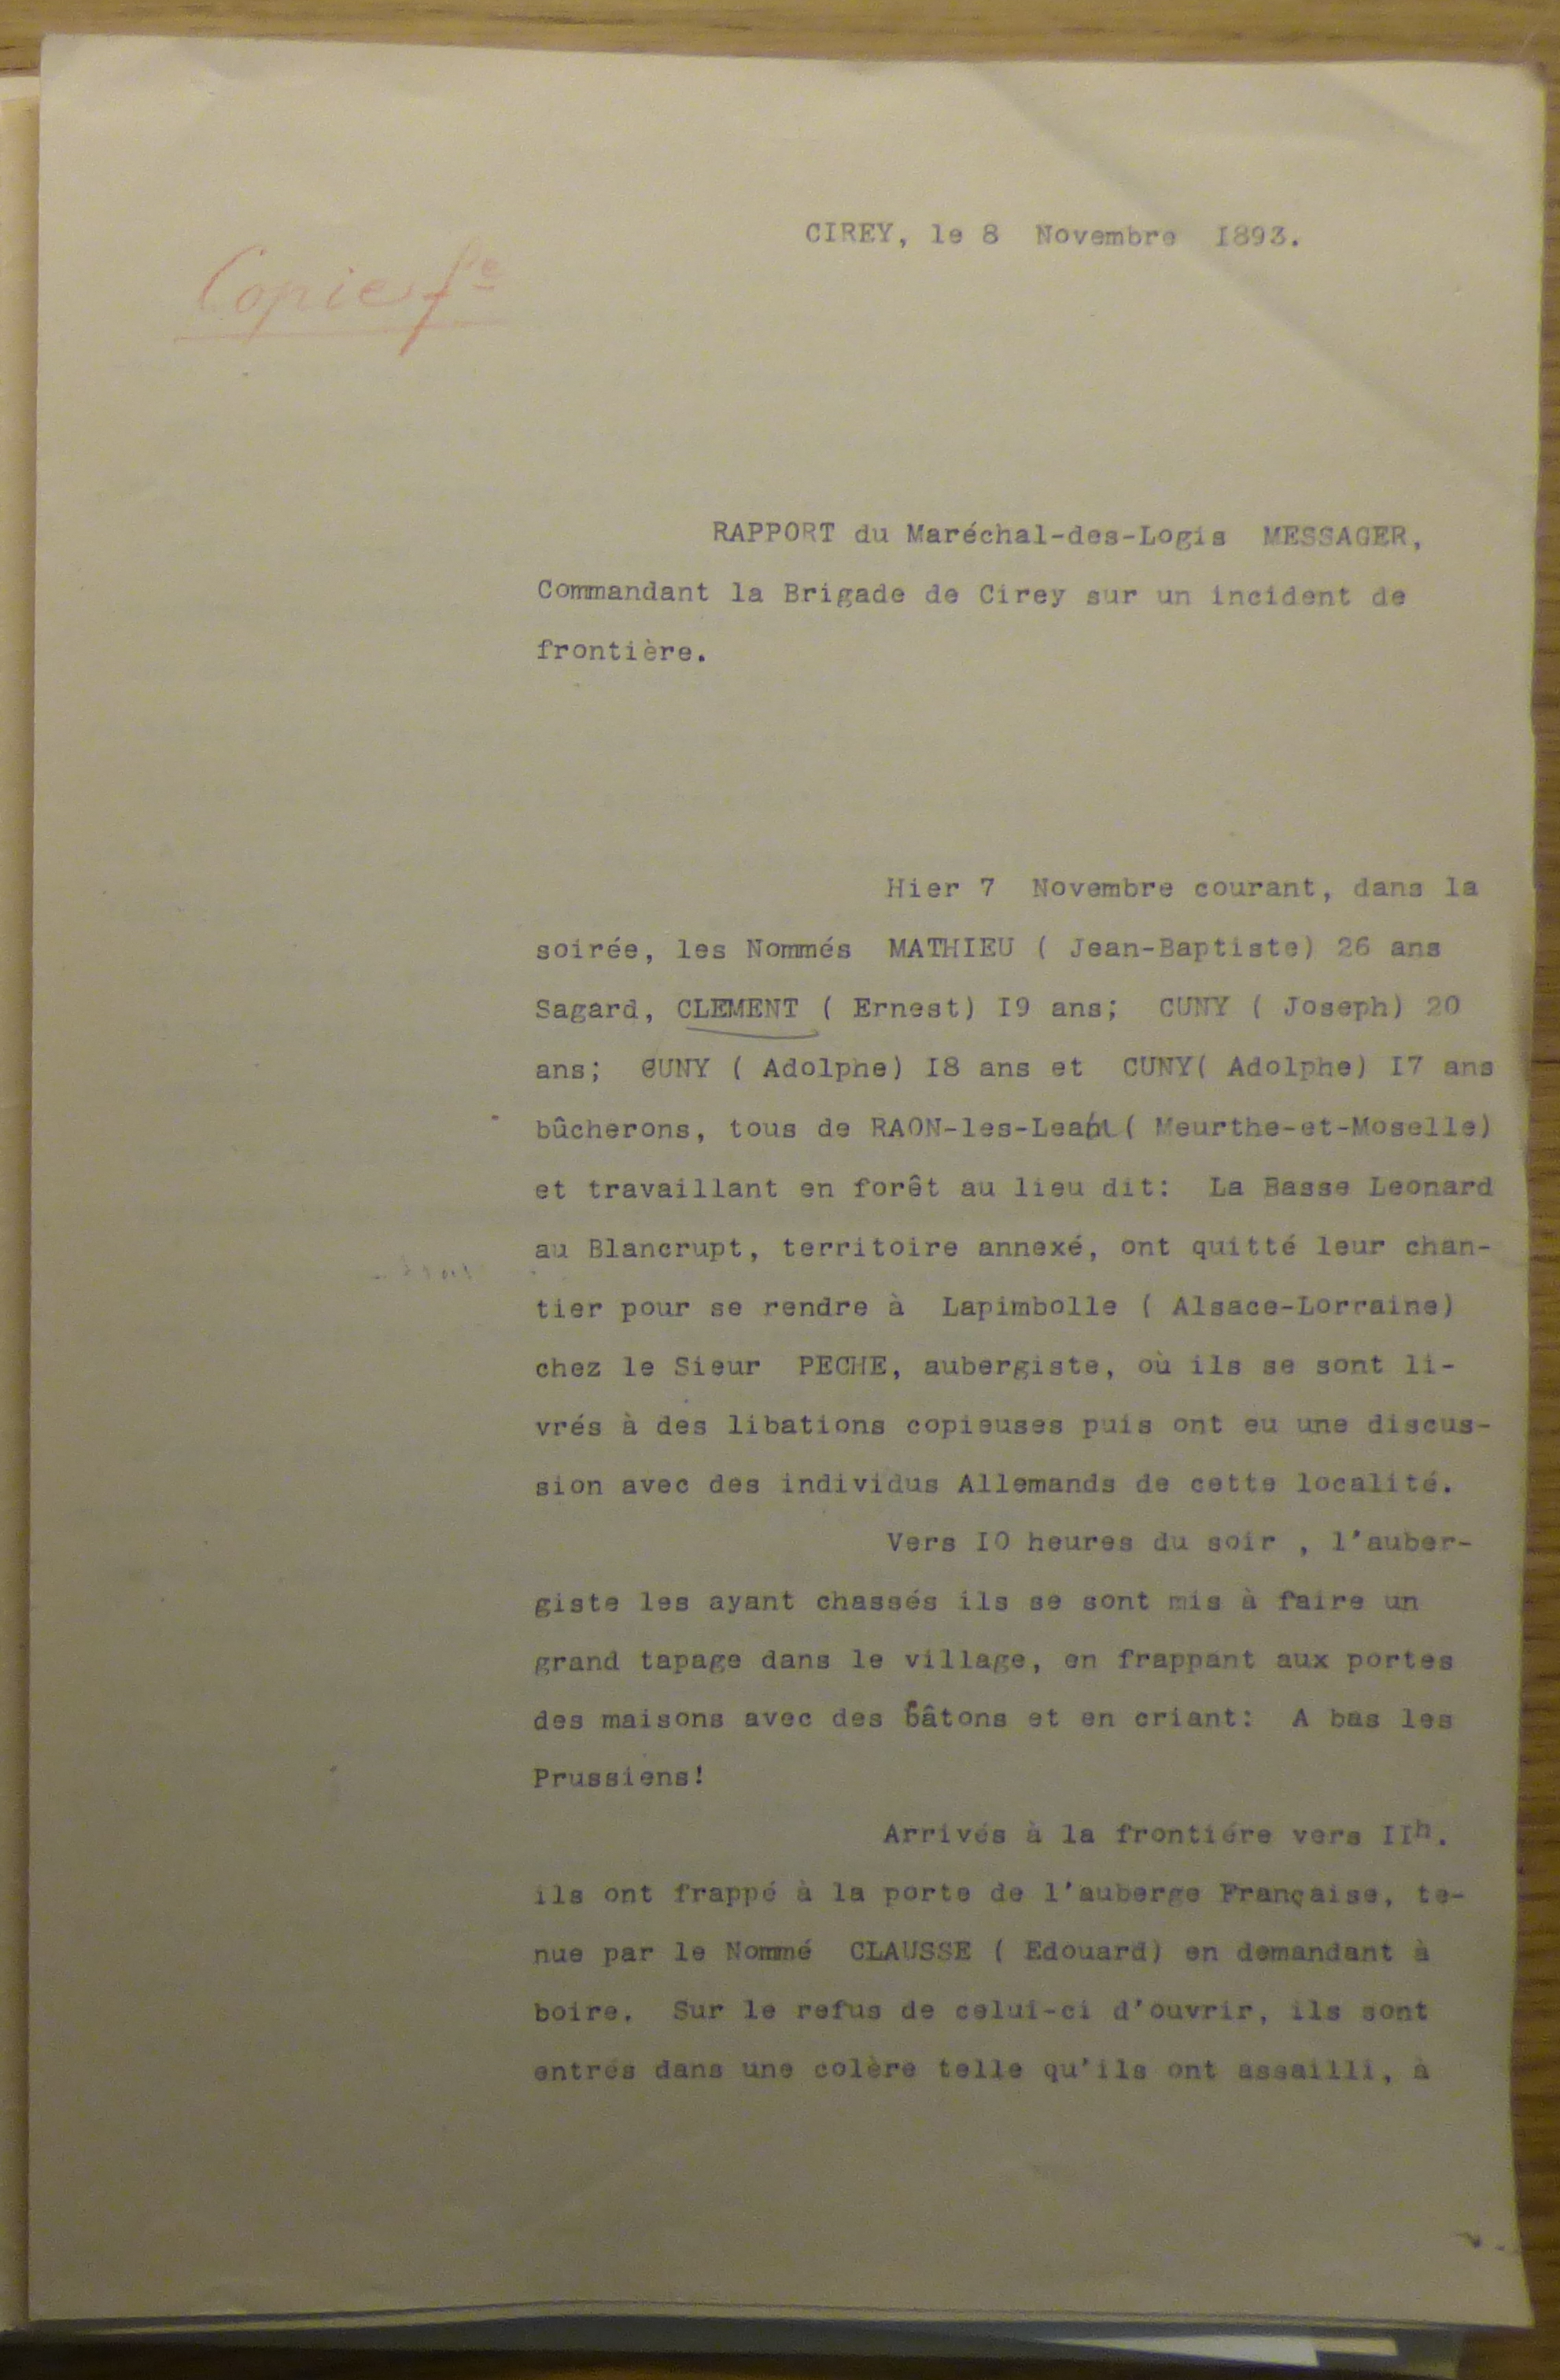 CIREY, le 8 Novembre I893.
Copie
RAPPORT du Maréchal-des-Logis MESSAGER,
Commandant la Brigade de Cirey sur un incident de
frontière.
Hier 7 Novembre courant, dans la
soirée, les Nommés MATHIEU ( Jean-Baptiste) 26 ans
Sagard, CLEMENT ( Ernest) I9 ans; CUNY ( Joseph) 20
ans; CUNY ( Adolphe) I8 ans et CUNY( Adolphe) I7 ans
bûcherons, tous de ( Meurthe-et-Moselle)
et travaillant en forêt au lieu dit: La Basse Leonard
au Blancrupt, territoire annexé, ont quitté leur chan-
tier pour se rendre à Lapimbolle ( Alsace-Lorraine)
chez le Sieur PECHE, aubergiste, où ils se sont li-
vrés à des libations copieuses puis ont eu une discus-
sion avec des individus Allemands de cette localité.
Vers I0 heures du soir , l'auber-
giste les ayant chassés ils se sont mis à faire un
grand tapage dans le village, en frappant aux portes
des maisons avec des bâtons et en criant: A bas les
Prussiens!
Arrivés à la frontiére vers IIh.
ils ont frappé à la porte de l'auberge Française, te-
nue par le Nommé CLAUSSE ( Edouard) en demandant à
boire. Sur le refus de celui-ci d'ouvrir, ils sont
entrés dans une colère telle qu'ils ont assailli, à